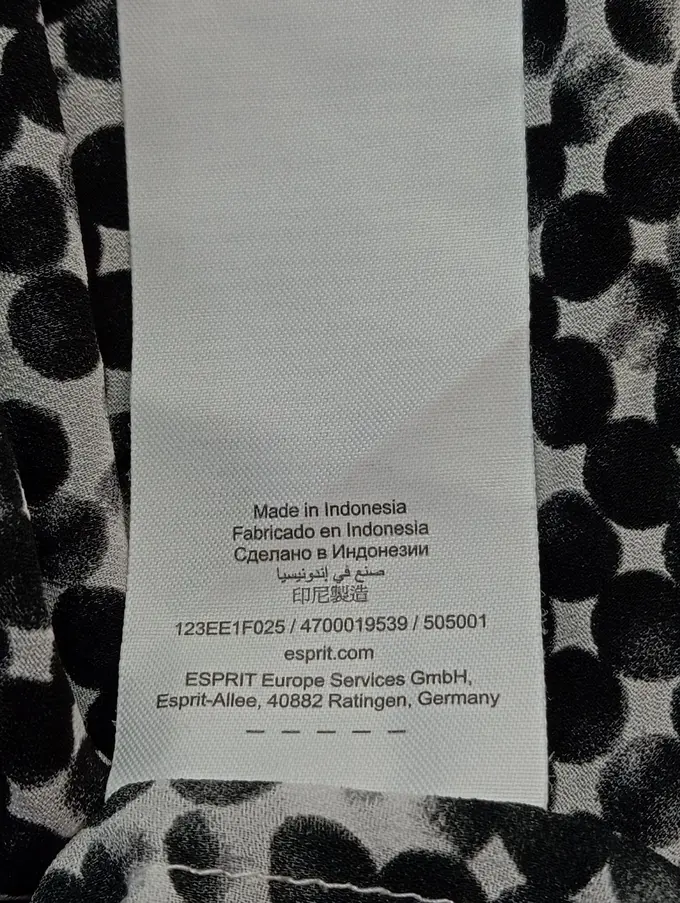 Made in Indonesia
Fabricado en Indonesia
Сделано в Индонезии
صنع في إندونيسيا
印尼製造
123EE1F025 / 4700019539 / 505001
esprit.com
ESPRIT Europe Services GmbH,
Esprit-Allee, 40882 Ratingen, Germany
— — — — —